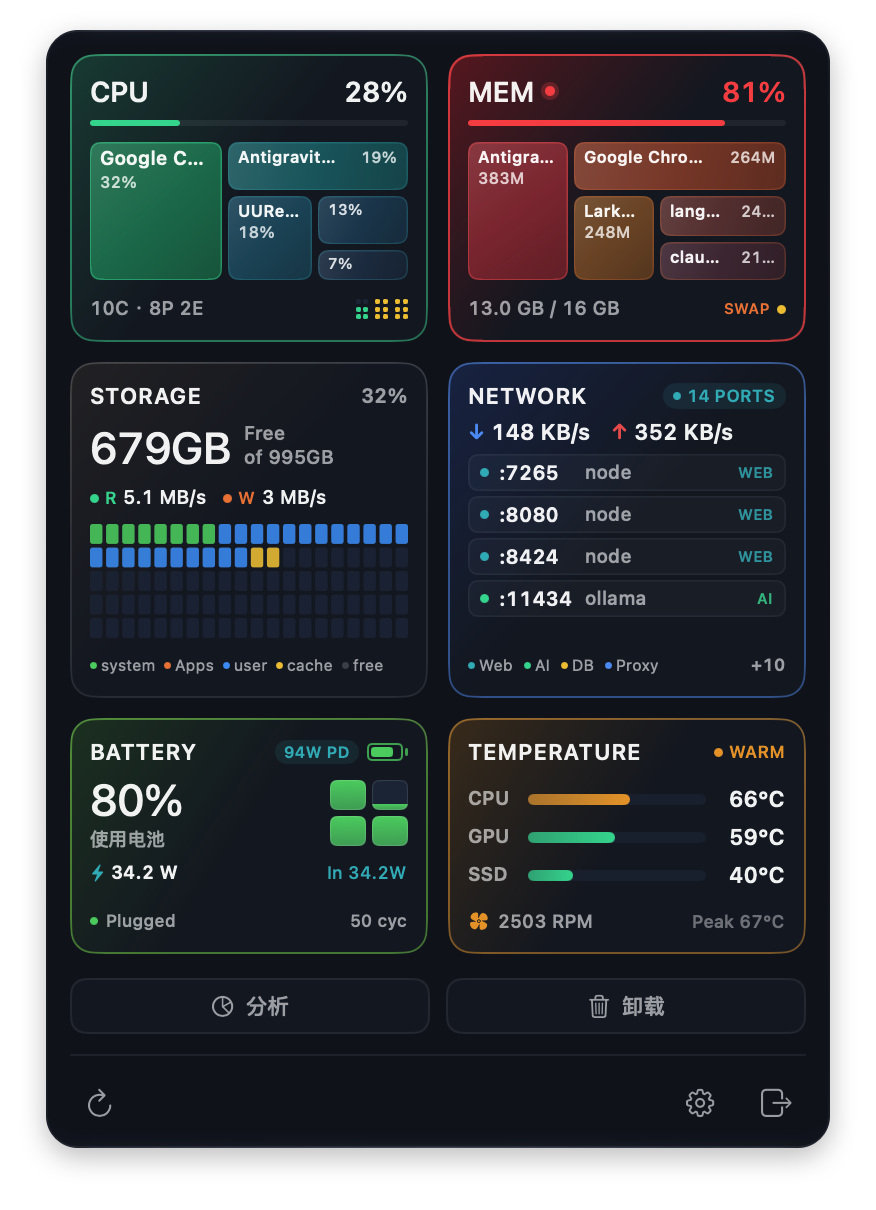 CPU 28%
Google C... 32%
Antigravit... 19%
UURe... 18%
13%
7%
10C · 8P 2E
MEM 81%
Antigra... 383M
Google Chro... 264M
Lark... 248M
lang... 24...
clau... 21...
13.0 GB / 16 GB SWAP
STORAGE 32%
679GB Free of 995GB
R 5.1 MB/s W 3 MB/s
system Apps user cache free
NETWORK 14 PORTS
↓ 148 KB/s ↑ 352 KB/s
:7265 node WEB
:8080 node WEB
:8424 node WEB
:11434 ollama AI
Web AI DB Proxy +10
BATTERY 94W PD
80%
使用电池
34.2 W In 34.2W
Plugged 50 cyc
TEMPERATURE WARM
CPU 66°C
GPU 59°C
SSD 40°C
2503 RPM Peak 67°C
分析 卸载